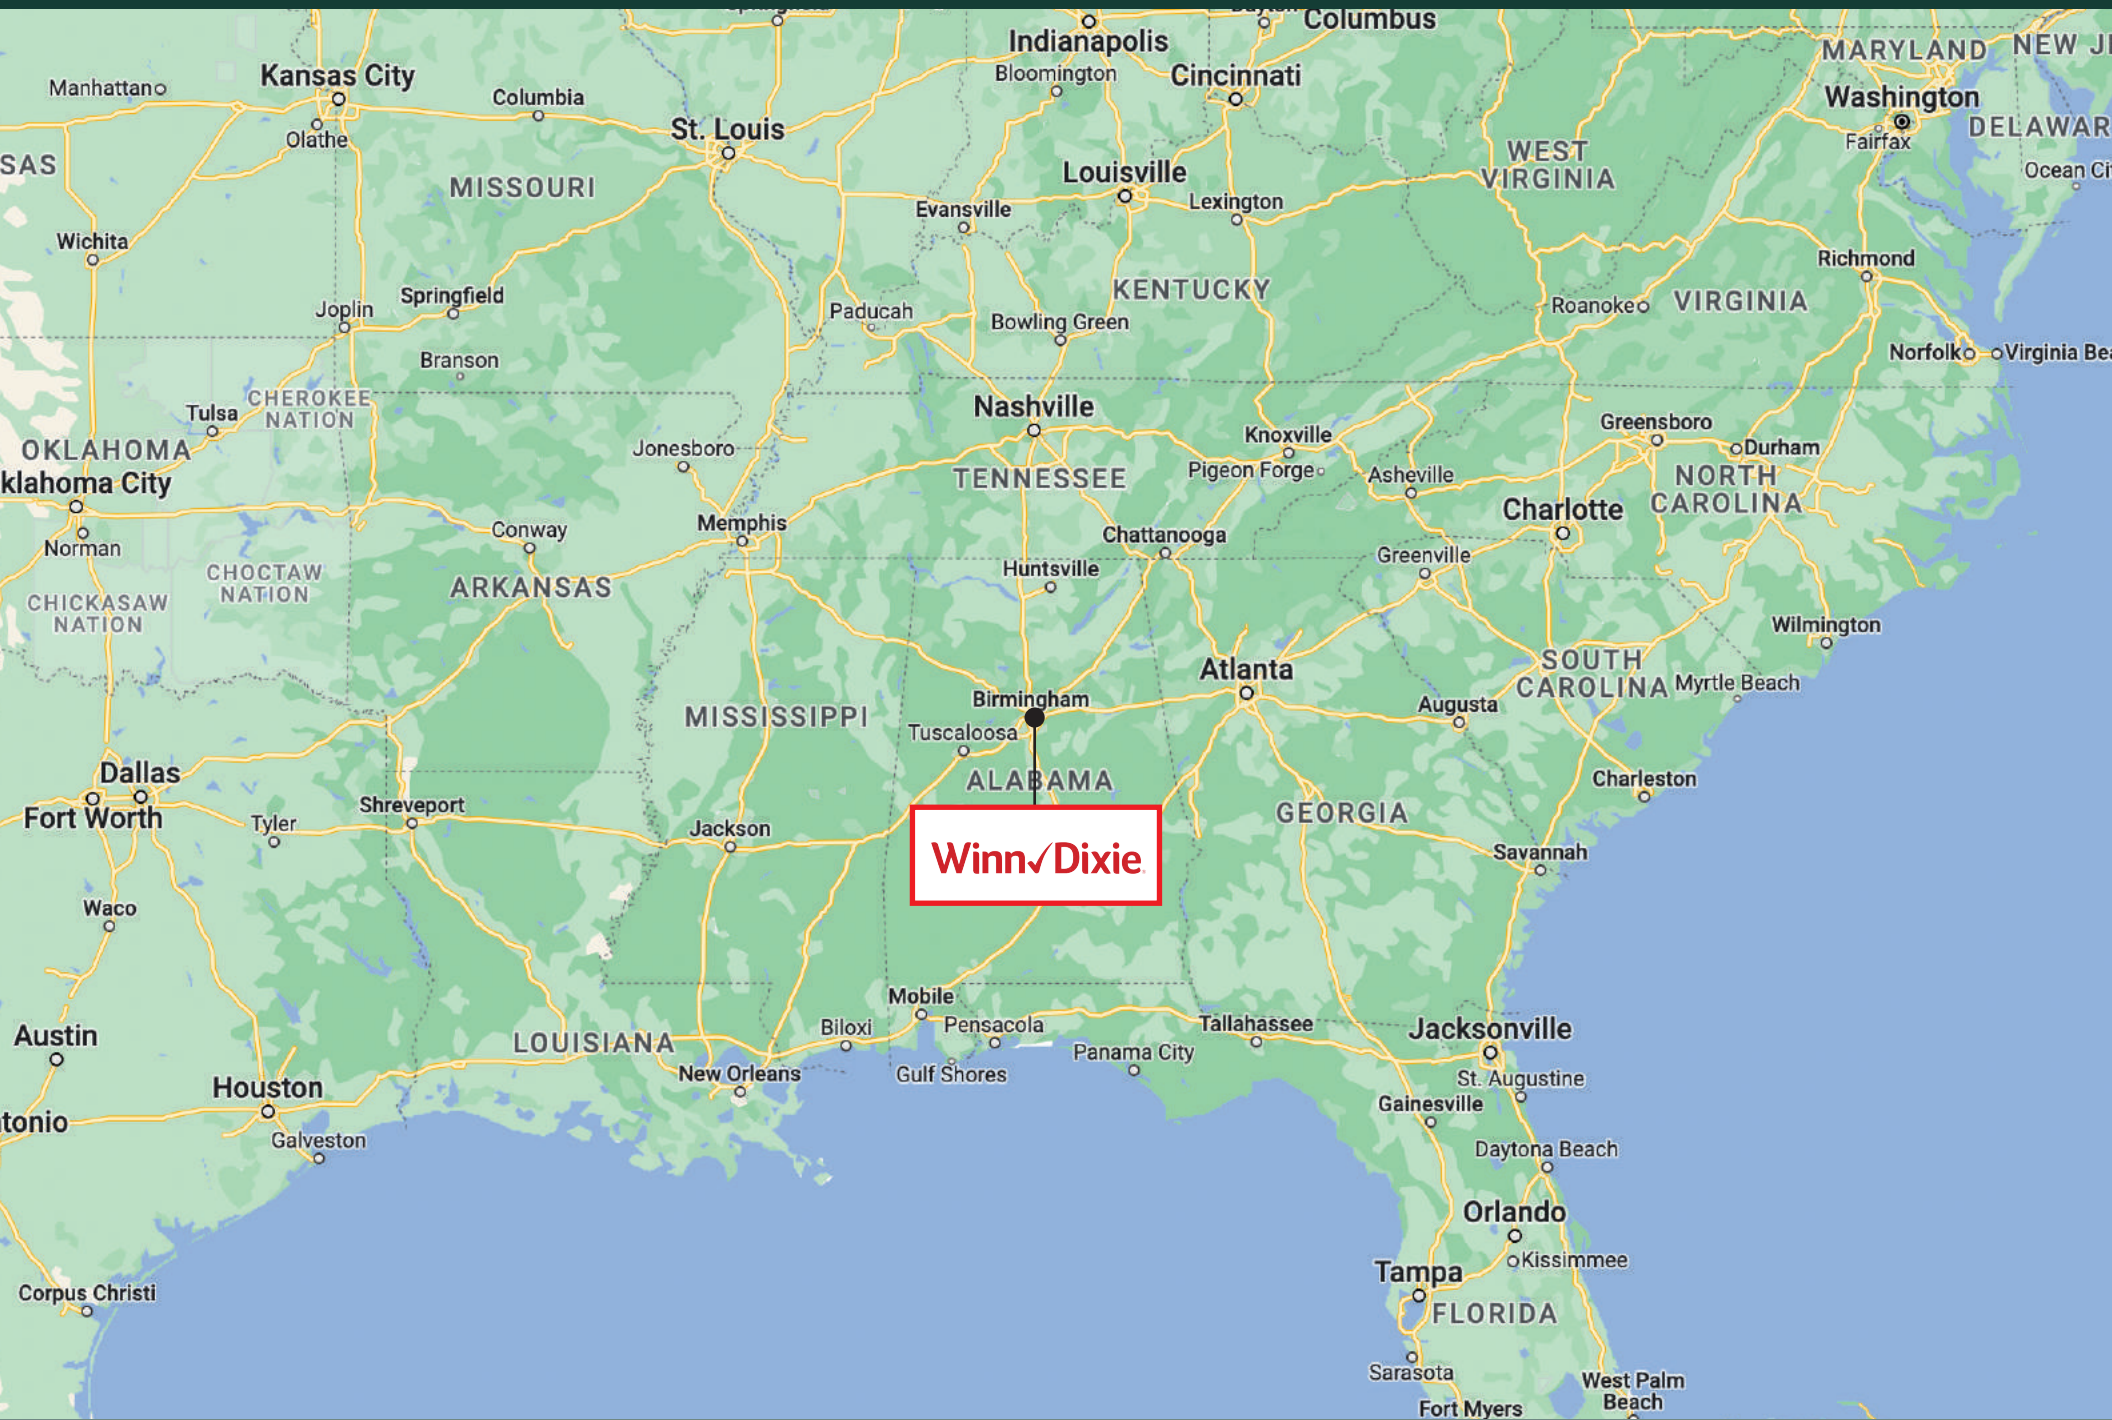 Columbus
Indianapolis
MARYLAND
NEW JE
Kansas City
Bloomington
Cincinnati
Manhattan
Columbia
Washington
St. Louis
DELAWAR
Olathe
Fairfax
SAS
WEST
VIRGINIA
Ocean Cit
MISSOURI
Louisville
Evansville
Lexington
Wichita
Richmond
KENTUCKY
Springfield
Joplin
Paducah
Bowling Green
Roanoke
VIRGINIA
Branson
Norfolk
Virginia Bea
CHEROKEE
NATION
Tulsa
Nashville
Greensboro
OKLAHOMA
Jonesboro
Knoxville
Durham
klahoma City
TENNESSEE
Pigeon Forge
Asheville
NORTH
CAROLINA
Conway
Memphis
Charlotte
Norman
Chattanooga
Greenville
CHOCTAW
NATION
ARKANSAS
Huntsville
CHICKASAW
NATION
Wilmington
Atlanta
SOUTH
CAROLINA
Myrtle Beach
Birmingham
MISSISSIPPI
Tuscaloosa
Augusta
Dallas
ALABAMA
Charleston
Fort Worth
Shreveport
GEORGIA
Tyler
Jackson
Winn Dixie
Savannah
Waco
Mobile
Austin
LOUISIANA
Biloxi
Pensacola
Tallahassee
Jacksonville
Panama City
Houston
New Orleans
Gulf Shores
St. Augustine
Gainesville
ntonio
Galveston
Daytona Beach
Orlando
Kissimmee
Corpus Christi
Tampa
FLORIDA
Sarasota
West Palm
Beach
Fort Myers